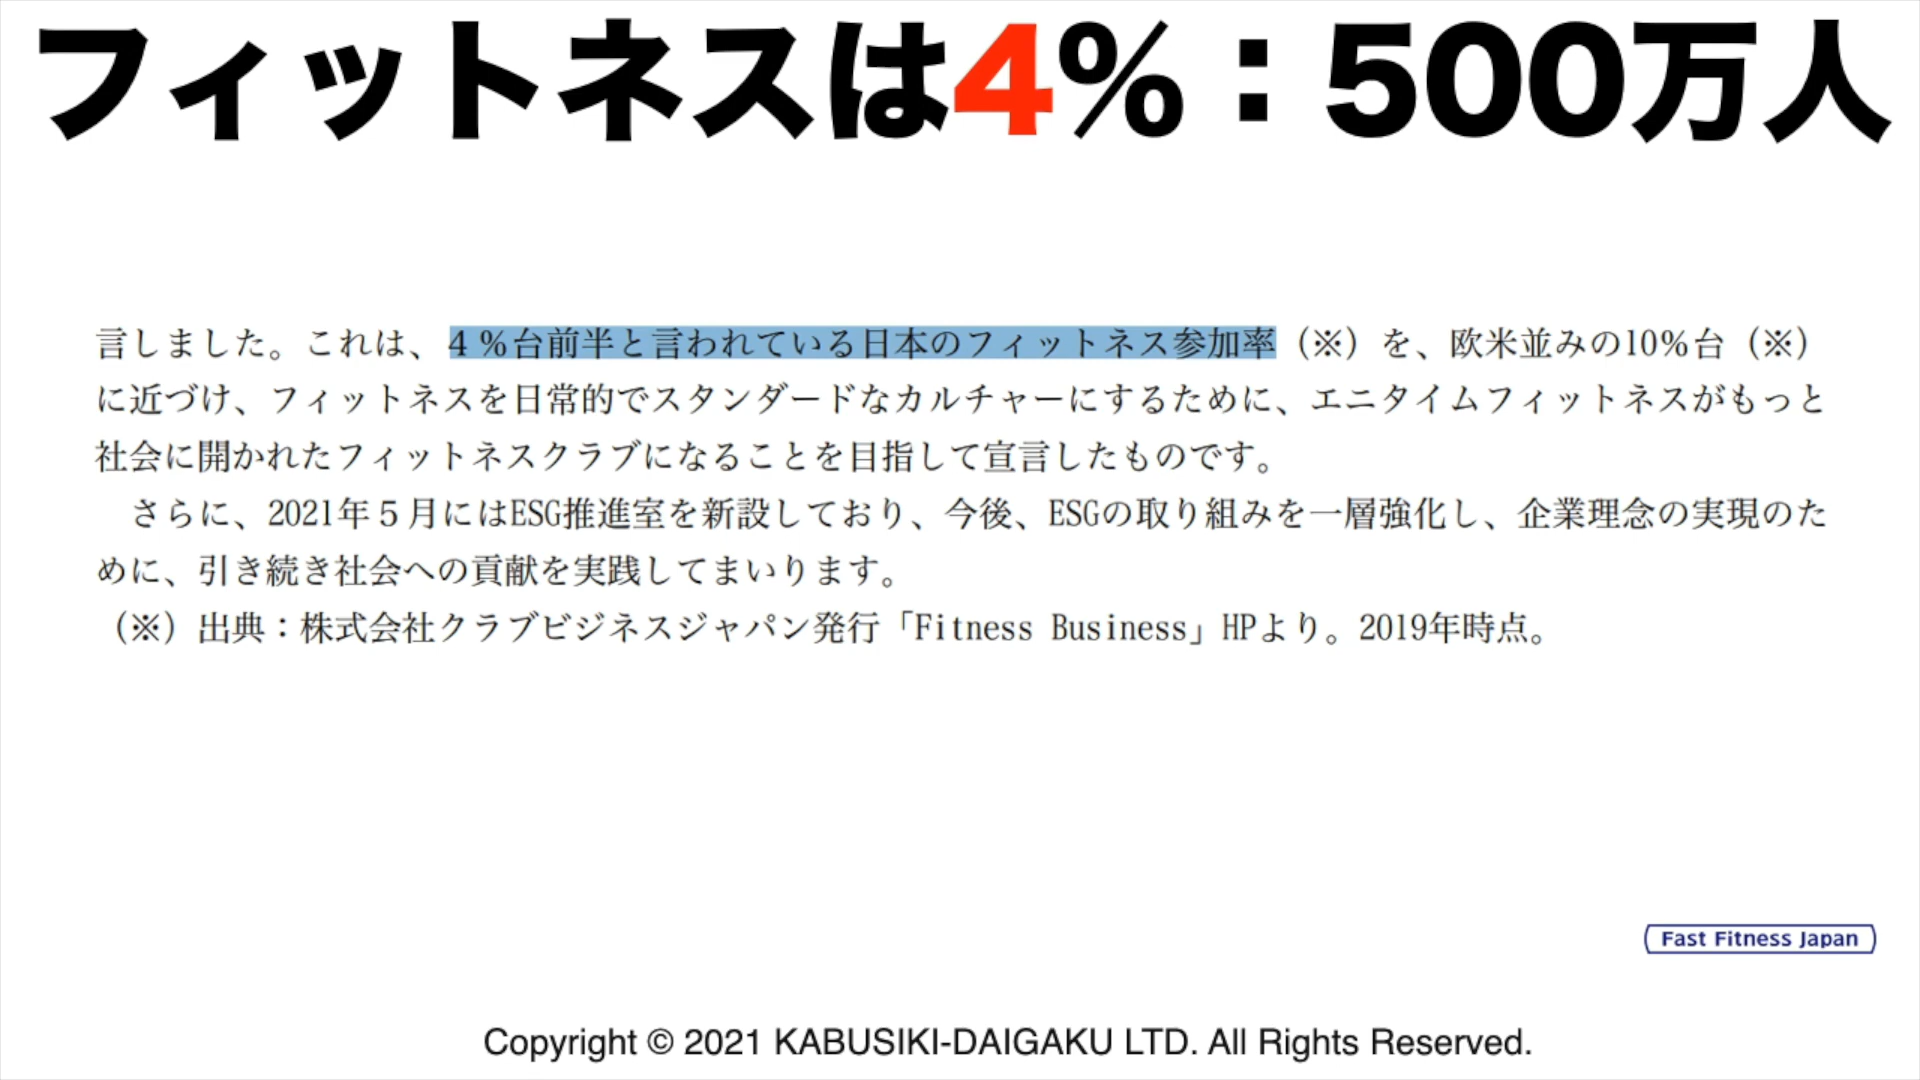 フィットネスは4%：500万人
言しました。これは、４％台前半と言われている日本のフィットネス参加率（※）を、欧米並みの10％台（※）
に近づけ、フィットネスを日常的でスタンダードなカルチャーにするために、エニタイムフィットネスがもっと
社会に開かれたフィットネスクラブになることを目指して宣言したものです。
さらに、2021年５月にはESG推進室を新設しており、今後、ESGの取り組みを一層強化し、企業理念の実現のた
めに、引き続き社会への貢献を実践してまいります。
（※）出典：株式会社クラブビジネスジャパン発行「Fitness Business」HPより。2019年時点。
Fast Fitness Japan
Copyright © 2021 KABUSIKI-DAIGAKU LTD. All Rights Reserved.